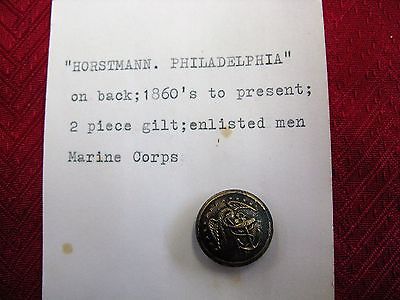 "HORSTMANN. PHILADELPHIA"
on back;1860's to present;
2 piece gilt;enlisted men
Marine Corps